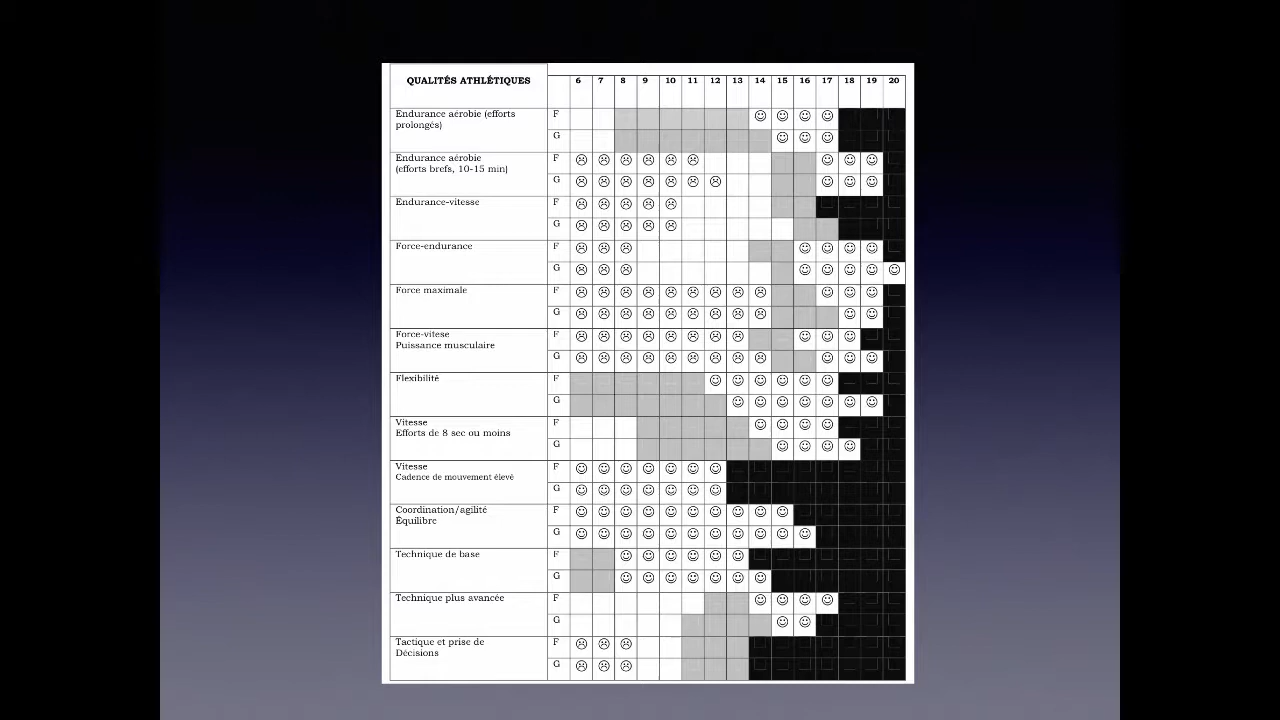 QUALITÉS ATHLÉTIQUES 6 7 8 9 10 11 12 13 14 15 16 17 18 19 20
Endurance aérobie (efforts F
prolongés)
G
Endurance aérobie F
(efforts brefs, 10-15 min)
G
Endurance-vitesse F
G
Force-endurance F
G
Force maximale F
G
Force-vitese F
Puissance musculaire
G
Flexibilité F
G
Vitesse F
Efforts de 8 sec ou moins
G
Vitesse F
Cadence de mouvement élevé
G
Coordination/agilité F
Équilibre
G
Technique de base F
G
Technique plus avancée F
G
Tactique et prise de F
Décisions
G